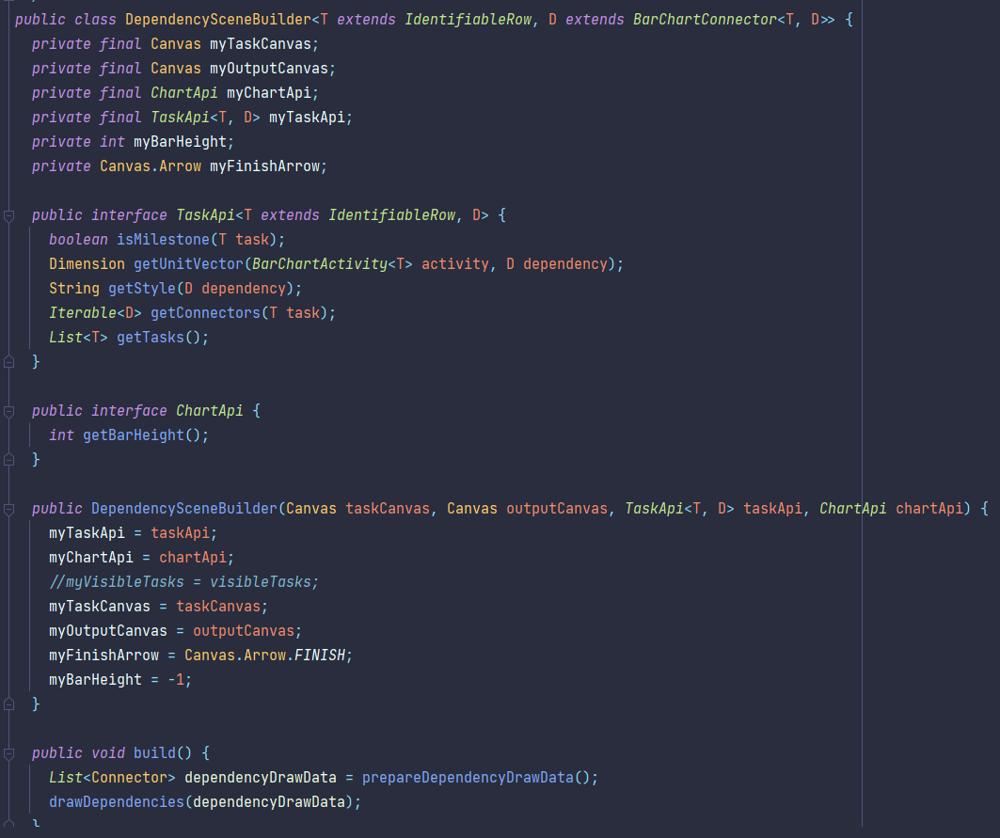 public class DependencySceneBuilder<T extends IdentifiableRow, D extends BarChartConnector<T, D>> {
  private final Canvas myTaskCanvas;
  private final Canvas myOutputCanvas;
  private final ChartApi myChartApi;
  private final TaskApi<T, D> myTaskApi;
  private int myBarHeight;
  private Canvas.Arrow myFinishArrow;

  public interface TaskApi<T extends IdentifiableRow, D> {
    boolean isMilestone(T task);
    Dimension getUnitVector(BarChartActivity<T> activity, D dependency);
    String getStyle(D dependency);
    Iterable<D> getConnectors(T task);
    List<T> getTasks();
  }

  public interface ChartApi {
    int getBarHeight();
  }

  public DependencySceneBuilder(Canvas taskCanvas, Canvas outputCanvas, TaskApi<T, D> taskApi, ChartApi chartApi) {
    myTaskApi = taskApi;
    myChartApi = chartApi;
    //myVisibleTasks = visibleTasks;
    myTaskCanvas = taskCanvas;
    myOutputCanvas = outputCanvas;
    myFinishArrow = Canvas.Arrow.FINISH;
    myBarHeight = -1;
  }

  public void build() {
    List<Connector> dependencyDrawData = prepareDependencyDrawData();
    drawDependencies(dependencyDrawData);
  }